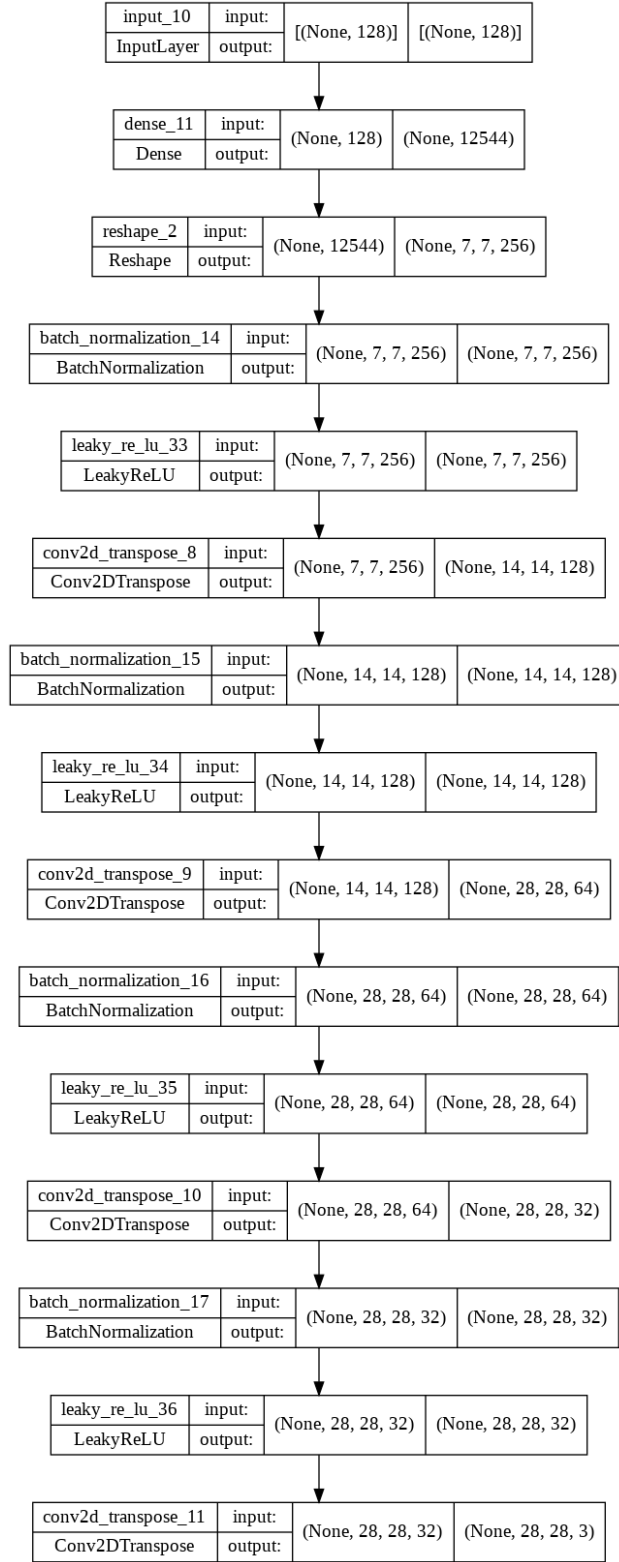 input_10 input: [(None, 128)] [(None, 128)]
InputLayer output:
dense_11 input: (None, 128) (None, 12544)
Dense output:
reshape_2 input: (None, 12544) (None, 7, 7, 256)
Reshape output:
batch_normalization_14 input: (None, 7, 7, 256) (None, 7, 7, 256)
BatchNormalization output:
leaky_re_lu_33 input: (None, 7, 7, 256) (None, 7, 7, 256)
LeakyReLU output:
conv2d_transpose_8 input: (None, 7, 7, 256) (None, 14, 14, 128)
Conv2DTranspose output:
batch_normalization_15 input: (None, 14, 14, 128) (None, 14, 14, 128)
BatchNormalization output:
leaky_re_lu_34 input: (None, 14, 14, 128) (None, 14, 14, 128)
LeakyReLU output:
conv2d_transpose_9 input: (None, 14, 14, 128) (None, 28, 28, 64)
Conv2DTranspose output:
batch_normalization_16 input: (None, 28, 28, 64) (None, 28, 28, 64)
BatchNormalization output:
leaky_re_lu_35 input: (None, 28, 28, 64) (None, 28, 28, 64)
LeakyReLU output:
conv2d_transpose_10 input: (None, 28, 28, 64) (None, 28, 28, 32)
Conv2DTranspose output:
batch_normalization_17 input: (None, 28, 28, 32) (None, 28, 28, 32)
BatchNormalization output:
leaky_re_lu_36 input: (None, 28, 28, 32) (None, 28, 28, 32)
LeakyReLU output:
conv2d_transpose_11 input: (None, 28, 28, 32) (None, 28, 28, 3)
Conv2DTranspose output: